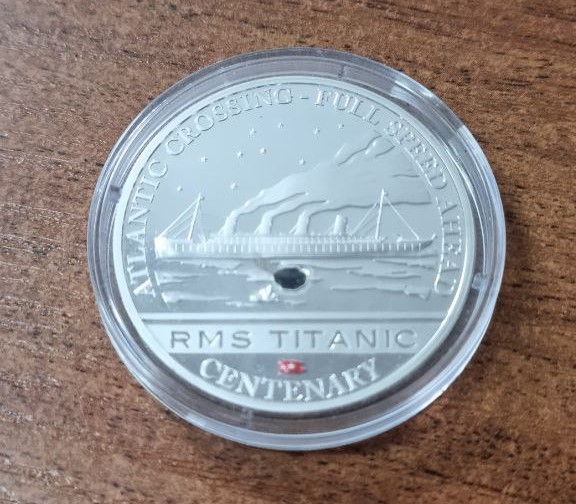 ATLANTIC CROSSING - FULL SPEED AHEAD
RMS TITANIC
CENTENARY